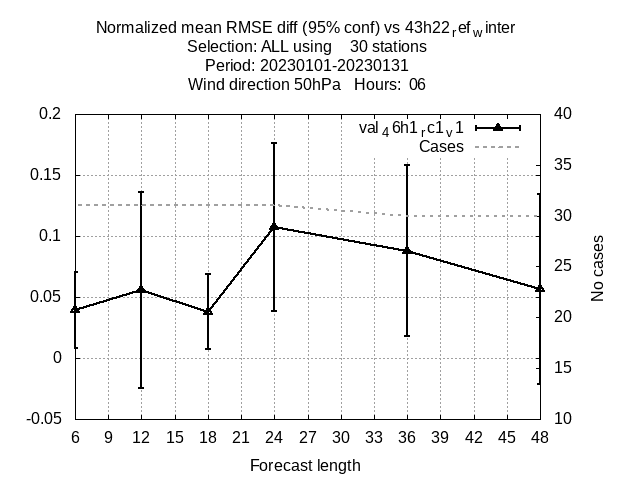 Normalized mean RMSE diff (95% conf) vs 43h22refwinter
Selection: ALL using 30 stations
Period: 20230101-20230131
Wind direction 50hPa Hours: 06
val46h1rc1v1
Cases
0.2
0.15
0.1
0.05
0
-0.05
40
35
30
25
20
15
10
No cases
6 9 12 15 18 21 24 27 30 33 36 39 42 45 48
Forecast length